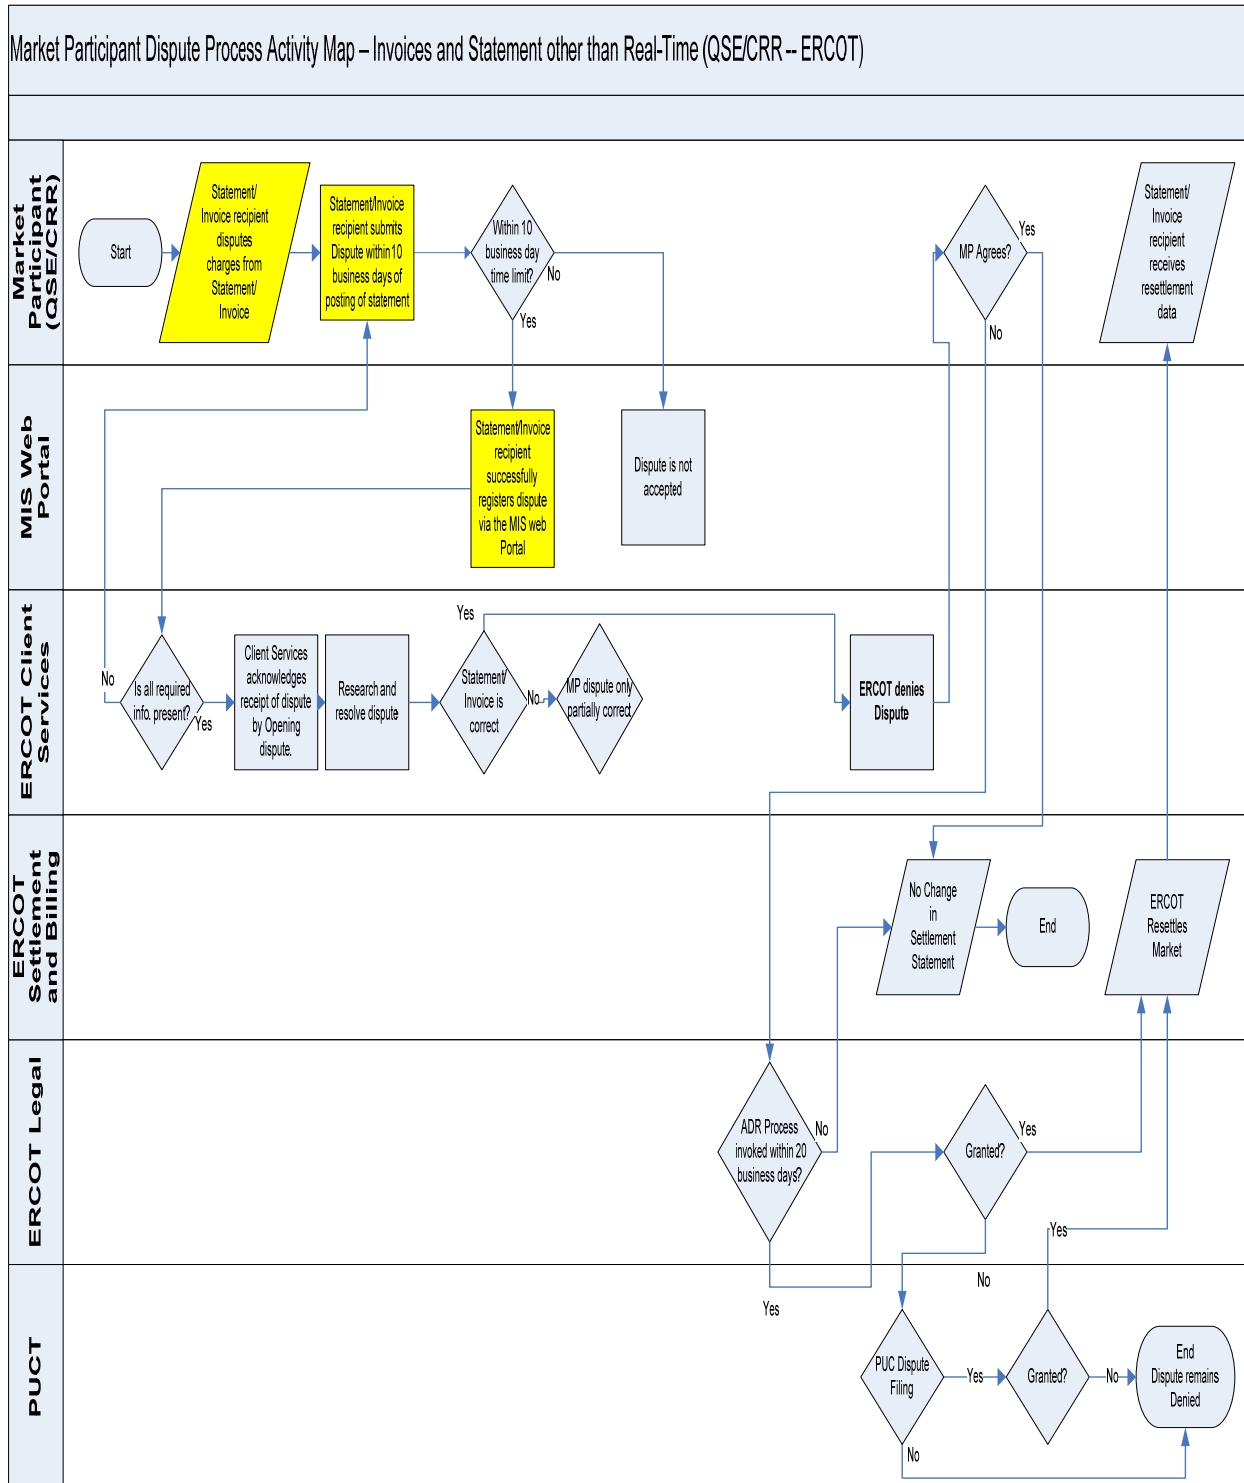 Market Participant Dispute Process Activity Map – Invoices and Statement other than Real-Time (QSE/CRR -- ERCOT)
Market
Participant
(QSE/CRR)
Start
Statement/
Invoice recipient
disputes
charges from
Statement/
Invoice
Statement/Invoice
recipient submits
Dispute within 10
business days of
posting of statement
Within 10
business day
time limit?
No
Yes
MP Agrees?
Yes
No
Statement/
Invoice
recipient
receives
resettlement
data
MIS Web
Portal
Statement/Invoice
recipient
successfully
registers dispute
via the MIS web
Portal
Dispute is not
accepted
ERCOT Client
Services
No
Is all required
info. present?
Yes
Client Services
acknowledges
receipt of dispute
by Opening
dispute.
Research and
resolve dispute
Yes
Statement/
Invoice is
correct
No
MP dispute only
partially correct
ERCOT denies
Dispute
ERCOT
Settlement
and Billing
No Change
in
Settlement
Statement
End
ERCOT
Resettles
Market
ERCOT Legal
ADR Process
invoked within 20
business days?
No
Yes
Granted?
Yes
No
PUCT
PUC Dispute
Filing
Yes
No
Granted?
Yes
No
End
Dispute remains
Denied